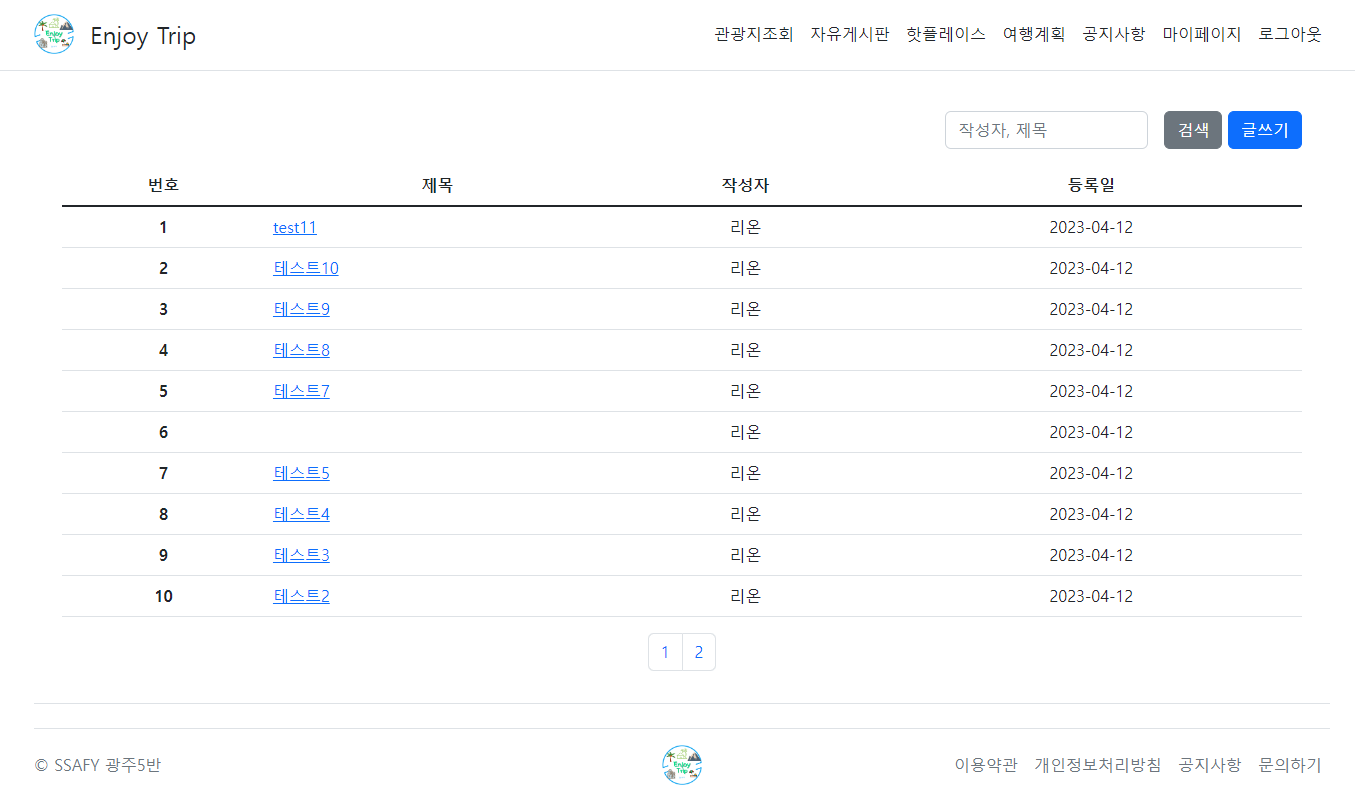 Enjoy Trip Enjoy Trip 관광지조회 자유게시판 핫플레이스 여행계획 공지사항 마이페이지 로그아웃
작성자, 제목 검색 글쓰기
번호 제목 작성자 등록일
1 test11 리온 2023-04-12
2 테스트10 리온 2023-04-12
3 테스트9 리온 2023-04-12
4 테스트8 리온 2023-04-12
5 테스트7 리온 2023-04-12
6 리온 2023-04-12
7 테스트5 리온 2023-04-12
8 테스트4 리온 2023-04-12
9 테스트3 리온 2023-04-12
10 테스트2 리온 2023-04-12
1 2
© SSAFY 광주5반 Enjoy Trip 이용약관 개인정보처리방침 공지사항 문의하기